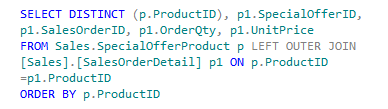 SELECT DISTINCT (p.ProductID), p1.SpecialOfferID,
p1.SalesOrderID, p1.OrderQty, p1.UnitPrice
FROM Sales.SpecialOfferProduct p LEFT OUTER JOIN
[Sales].[SalesOrderDetail] p1 ON p.ProductID
=p1.ProductID
ORDER BY p.ProductID